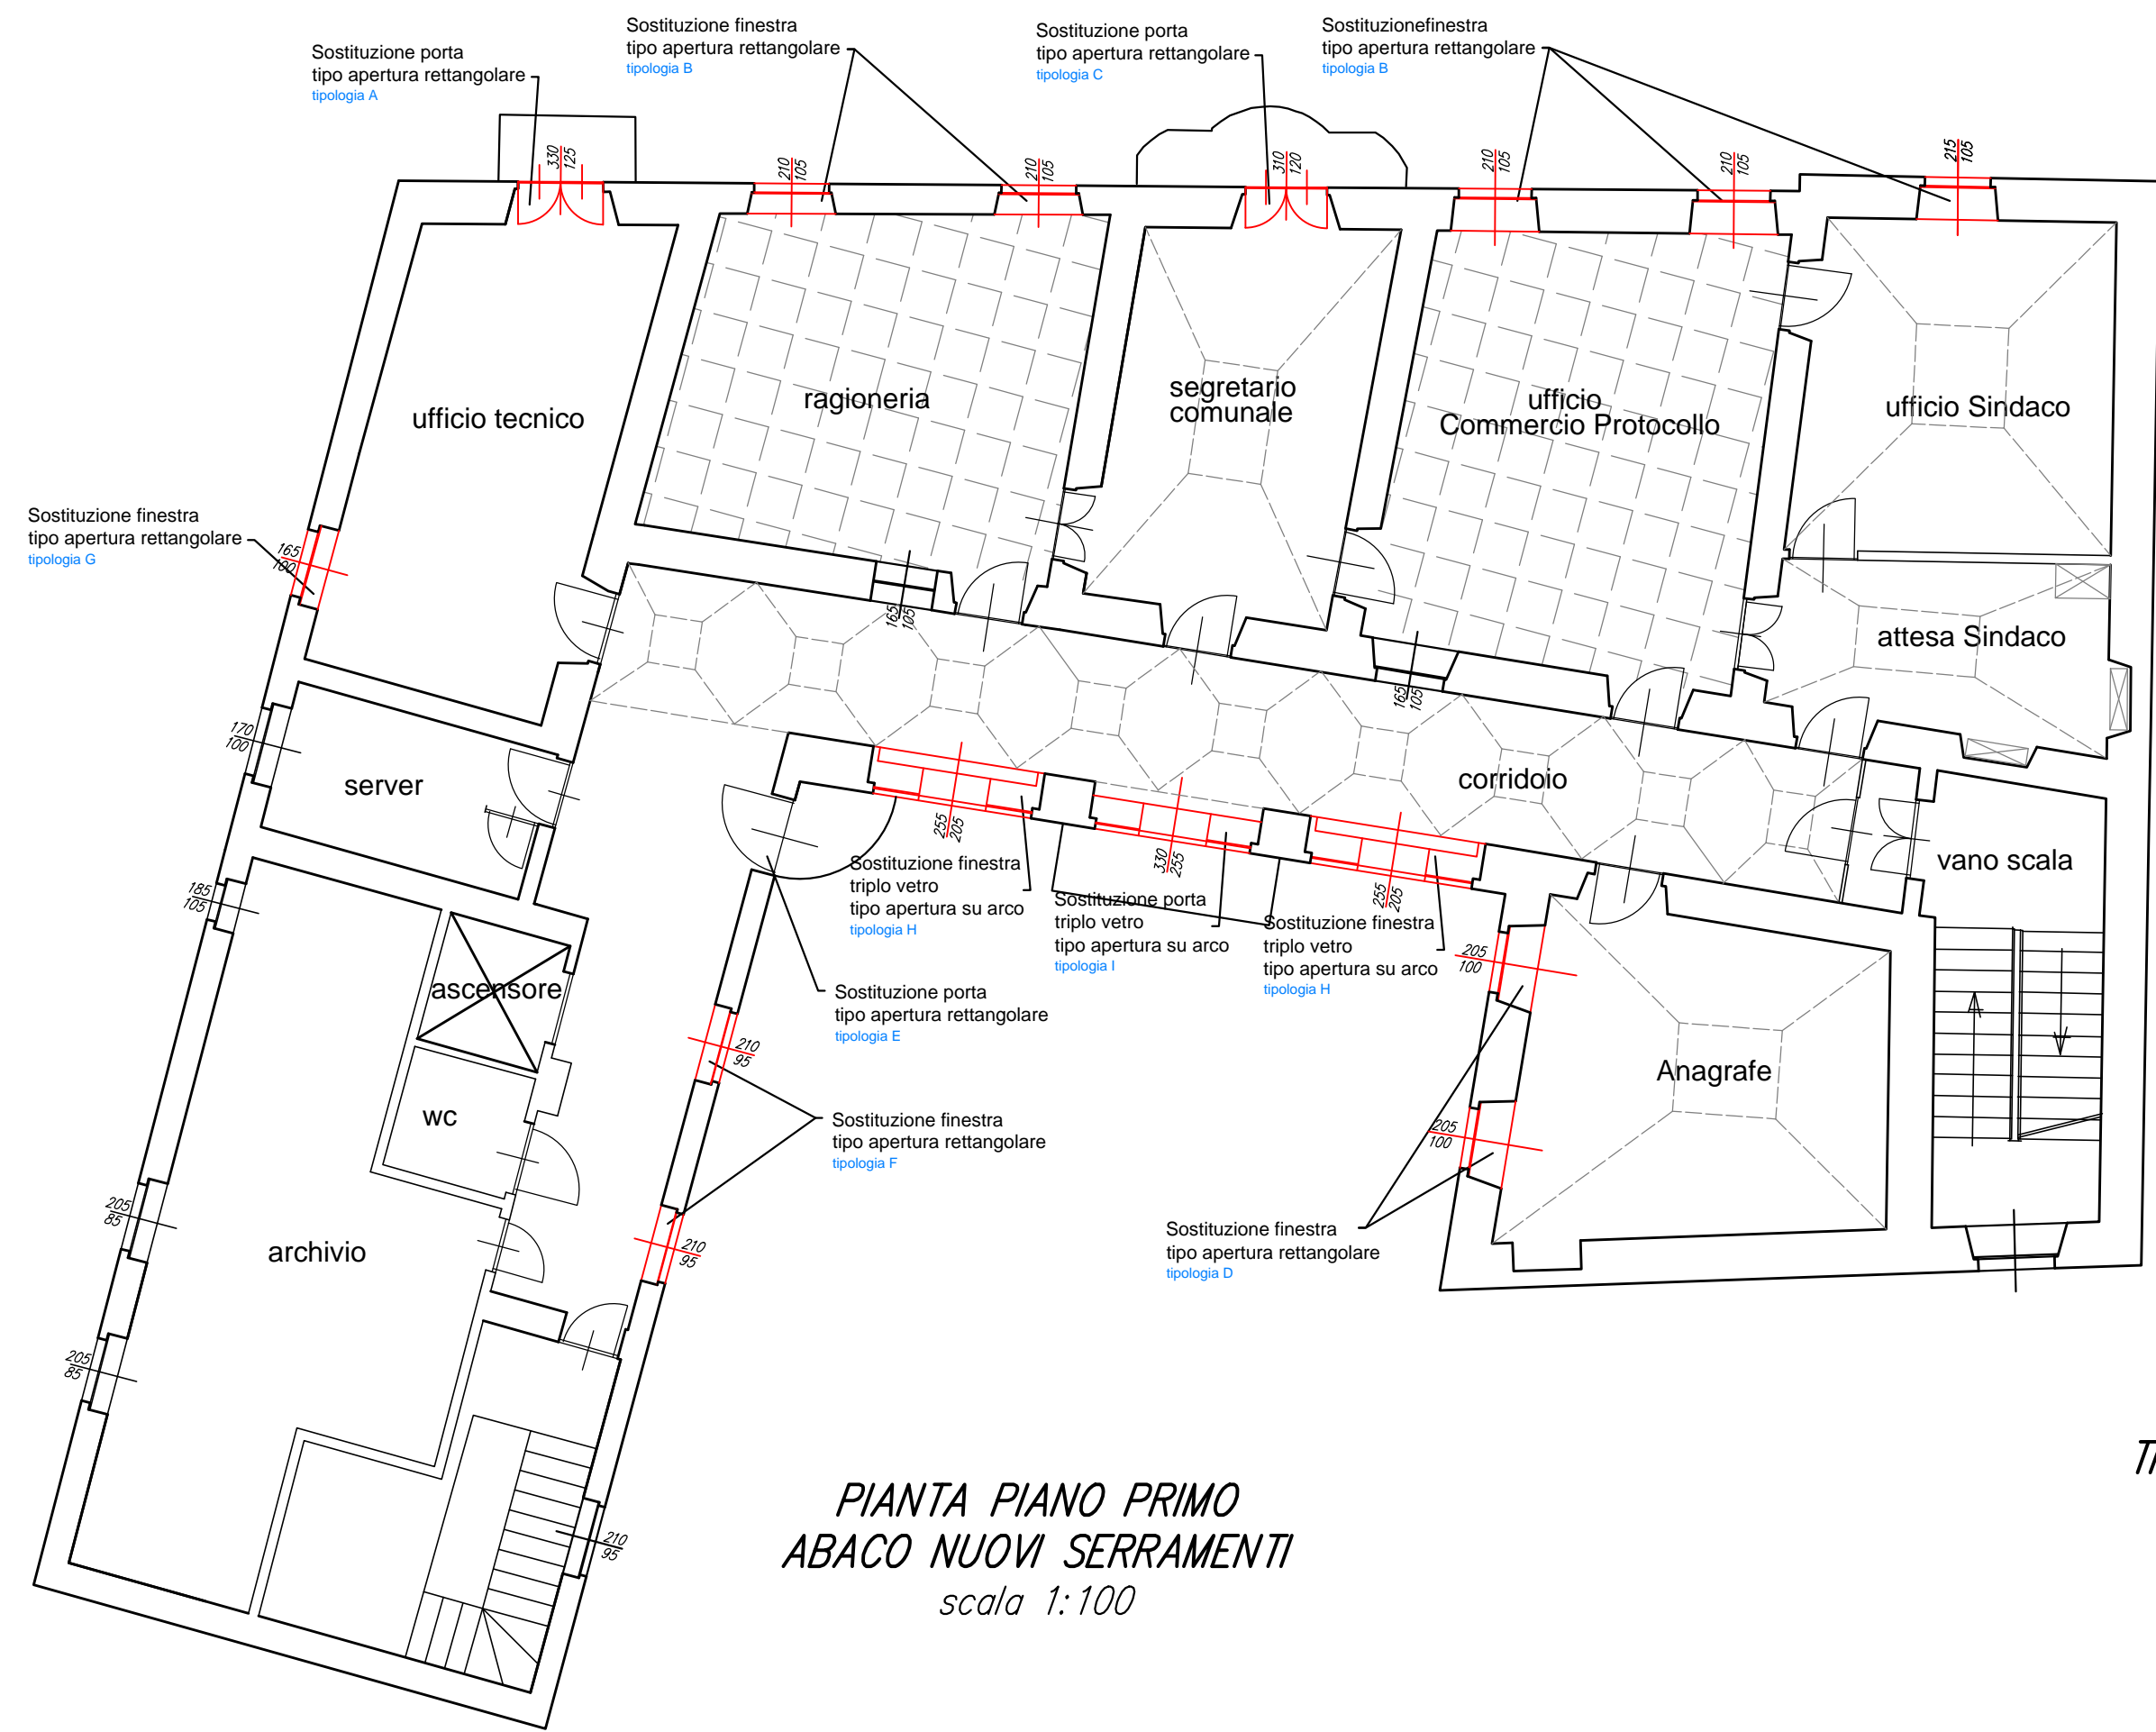 Sostituzione porta
tipo apertura rettangolare
tipologia A
Sostituzione finestra
tipo apertura rettangolare
tipologia B
Sostituzione porta
tipo apertura rettangolare
tipologia C
Sostituzionefinestra
tipo apertura rettangolare
tipologia B
330
125
210
105
210
105
310
120
210
105
210
105
215
105
ufficio tecnico
ragioneria
segretario
comunale
ufficio
Commercio Protocollo
ufficio Sindaco
Sostituzione finestra
tipo apertura rettangolare
tipologia G
165
100
165
105
165
105
attesa Sindaco
170
100
server
corridoio
vano scala
185
105
255
205
330
255
255
205
Sostituzione finestra
triplo vetro
tipo apertura su arco
tipologia H
Sostituzione porta
triplo vetro
tipo apertura su arco
tipologia I
Sostituzione finestra
triplo vetro
tipo apertura su arco
tipologia H
205
100
ascensore
Sostituzione porta
tipo apertura rettangolare
tipologia E
210
95
Anagrafe
wc
Sostituzione finestra
tipo apertura rettangolare
tipologia F
205
100
205
85
archivio
210
95
Sostituzione finestra
tipo apertura rettangolare
tipologia D
205
85
210
95
PIANTA PIANO PRIMO
ABACO NUOVI SERRAMENTI
scala 1:100